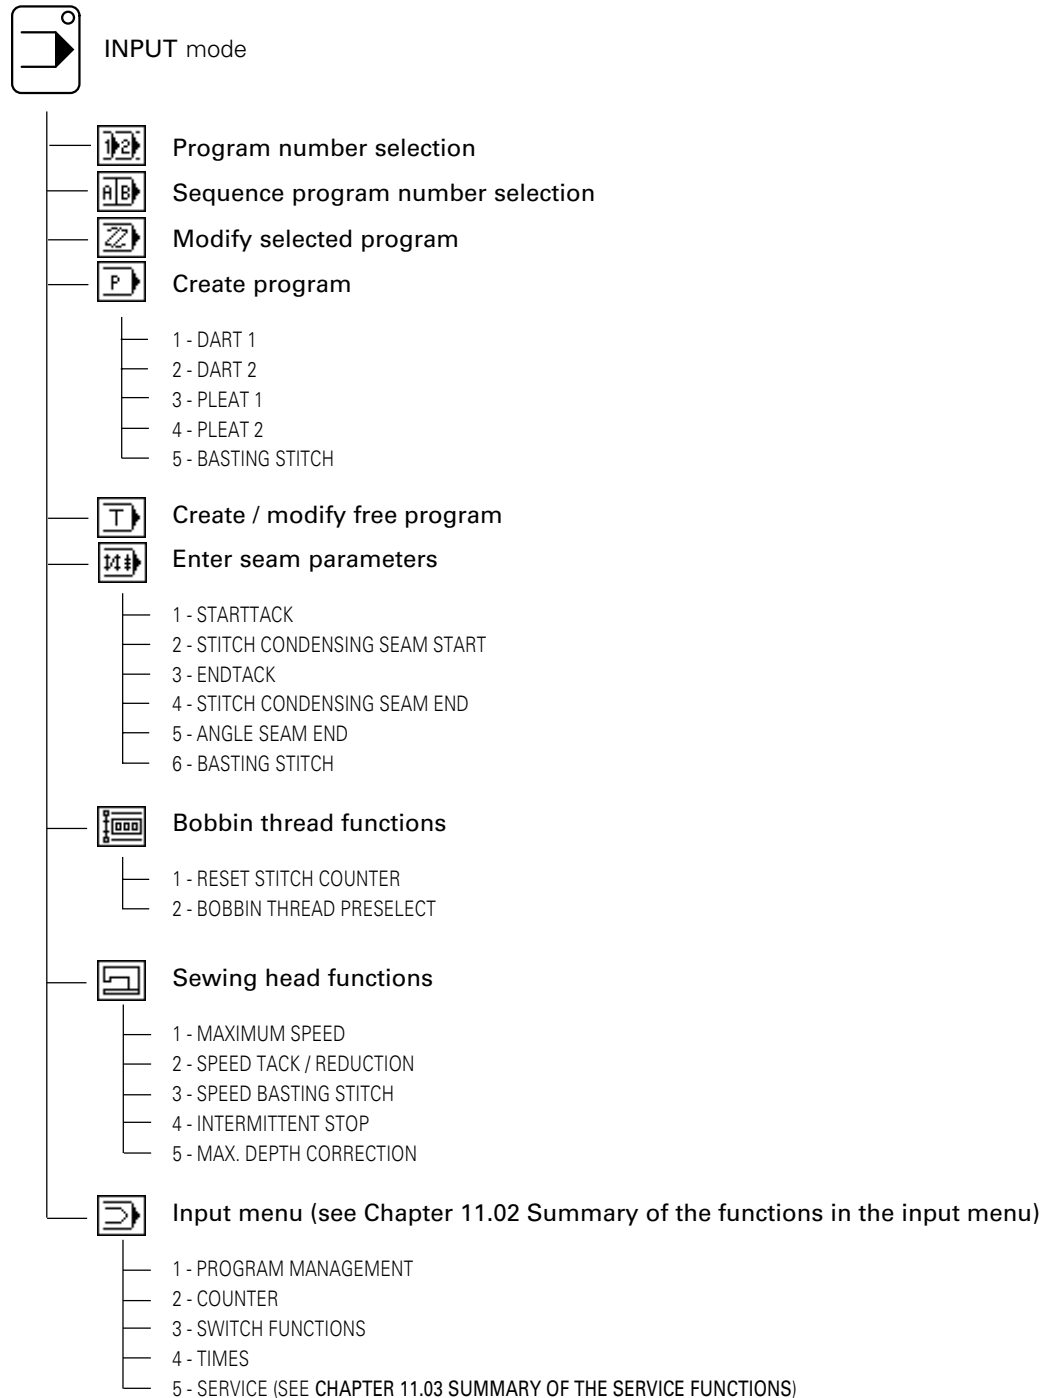 INPUT mode
1 2 Program number selection
A B Sequence program number selection
Modify selected program
P Create program
1 - DART 1
2 - DART 2
3 - PLEAT 1
4 - PLEAT 2
5 - BASTING STITCH
T Create / modify free program
Enter seam parameters
1 - STARTTACK
2 - STITCH CONDENSING SEAM START
3 - ENDTACK
4 - STITCH CONDENSING SEAM END
5 - ANGLE SEAM END
6 - BASTING STITCH
Bobbin thread functions
1 - RESET STITCH COUNTER
2 - BOBBIN THREAD PRESELECT
Sewing head functions
1 - MAXIMUM SPEED
2 - SPEED TACK / REDUCTION
3 - SPEED BASTING STITCH
4 - INTERMITTENT STOP
5 - MAX. DEPTH CORRECTION
Input menu (see Chapter 11.02 Summary of the functions in the input menu)
1 - PROGRAM MANAGEMENT
2 - COUNTER
3 - SWITCH FUNCTIONS
4 - TIMES
5 - SERVICE (SEE CHAPTER 11.03 SUMMARY OF THE SERVICE FUNCTIONS)